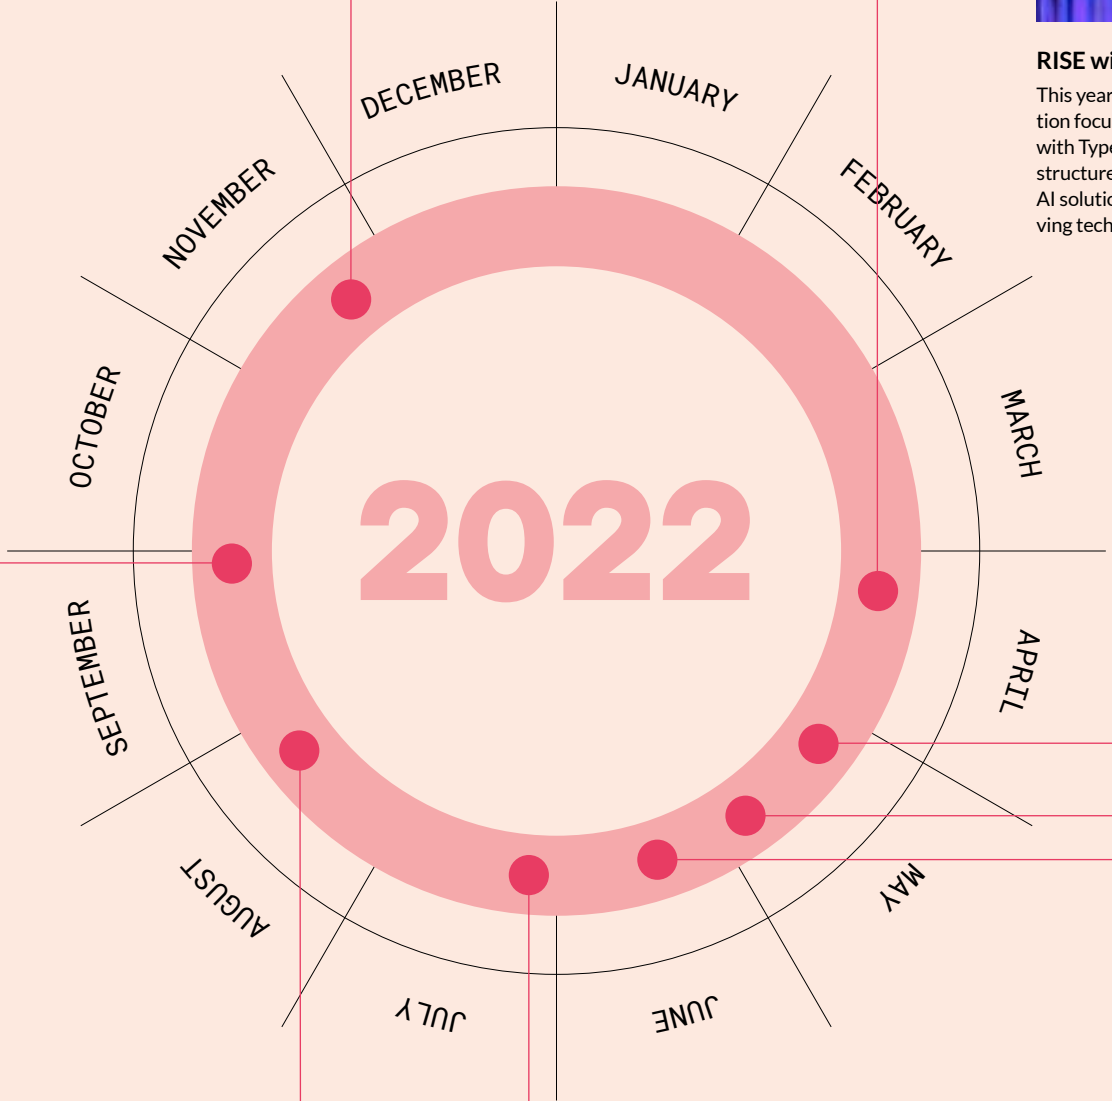 JANUARY
FEBRUARY
MARCH
APRIL
MAY
JUNE
JULY
AUGUST
SEPTEMBER
OCTOBER
NOVEMBER
DECEMBER
2022
RISE wi
This year
tion focu
with Type
structure
AI solutio
ving tech